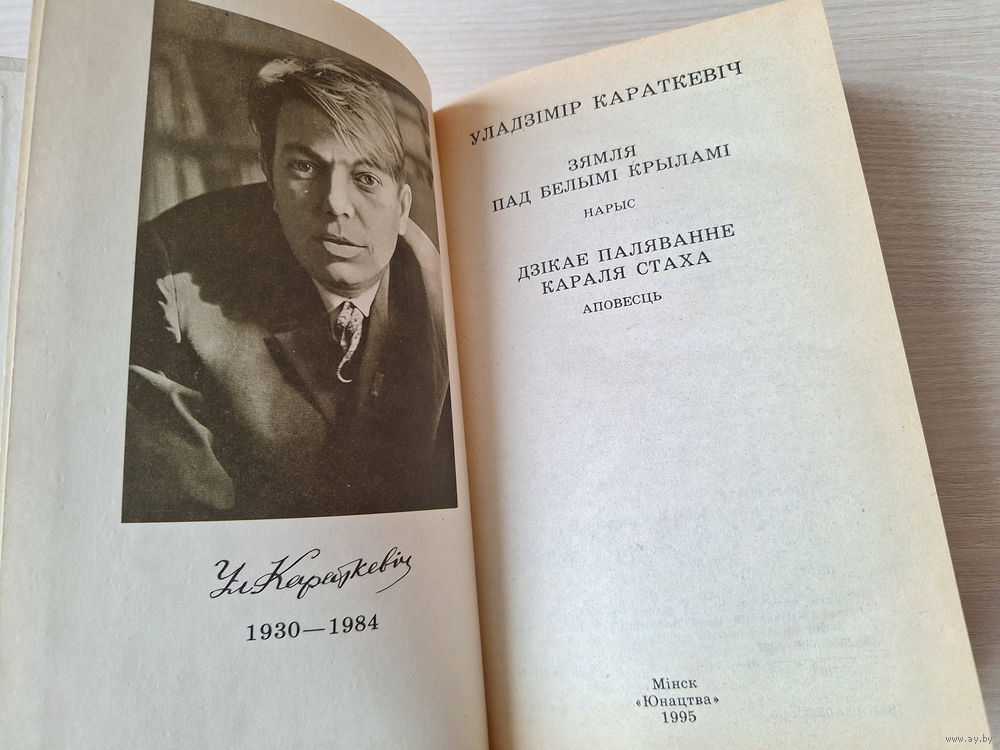 Ул. Караткевіч
1930—1984
УЛАДЗІМІР КАРАТКЕВІЧ
ЗЯМЛЯ
ПАД БЕЛЫМІ КРЫЛАМІ
НАРЫС
ДЗІКАЕ ПАЛЯВАННЕ
КАРАЛЯ СТАХА
АПОВЕСЦЬ
Мінск
«Юнацтва»
1995
www.ay.by